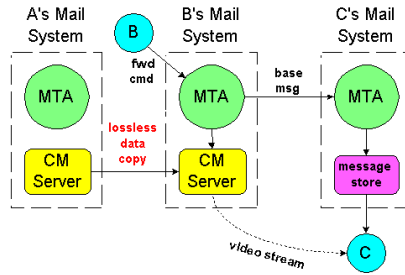 A's Mail
System
B's Mail
System
C's Mail
System
B
fwd
cmd
MTA
MTA
base
msg
MTA
lossless
data
copy
CM
Server
CM
Server
message
store
video stream
C